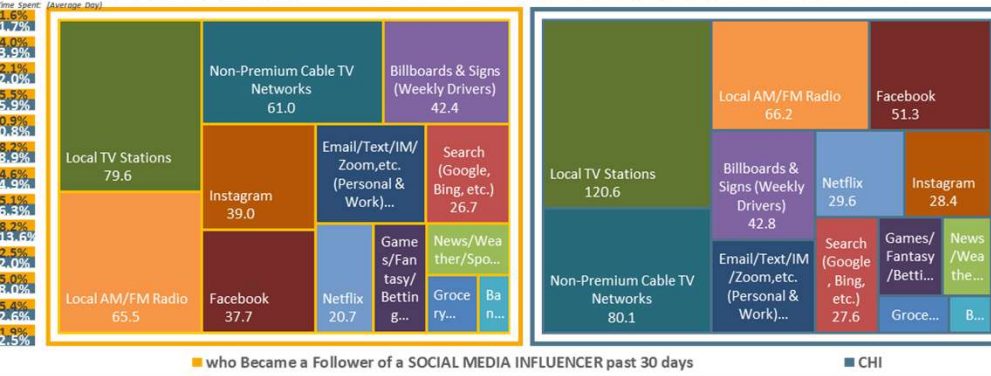 Time Spent: (Average Day)
1.6%
1.7%
4.0%
3.9%
2.1%
2.0%
5.5%
5.9%
0.9%
0.8%
8.2%
8.9%
4.6%
4.9%
5.1%
6.3%
8.2%
13.6%
2.5%
2.0%
5.0%
3.0%
5.4%
2.6%
1.9%
2.5%
Local TV Stations
79.6
Local AM/FM Radio
65.5
Non-Premium Cable TV
Networks
61.0
Billboards & Signs
(Weekly Drivers)
42.4
Instagram
39.0
Facebook
37.7
Email/Text/IM/
Zoom,etc.
(Personal &
Work)...
Search
(Google,
Bing, etc.)
26.7
Netflix
20.7
Game
s/Fan
tasy/
Bettin
g...
News/Wea
ther/Spo...
Groce
ry...
Ba
n...
Local TV Stations
120.6
Non-Premium Cable TV
Networks
80.1
Local AM/FM Radio
66.2
Facebook
51.3
Billboards &
Signs (Weekly
Drivers)
42.8
Netflix
29.6
Instagram
28.4
Email/Text/IM
/Zoom,etc.
(Personal &
Work)...
Search
(Google
, Bing,
etc.)
27.6
Games/
Fantasy
/Betti...
News
/Wea
the...
Groce...
B...
who Became a Follower of a SOCIAL MEDIA INFLUENCER past 30 days
CHI